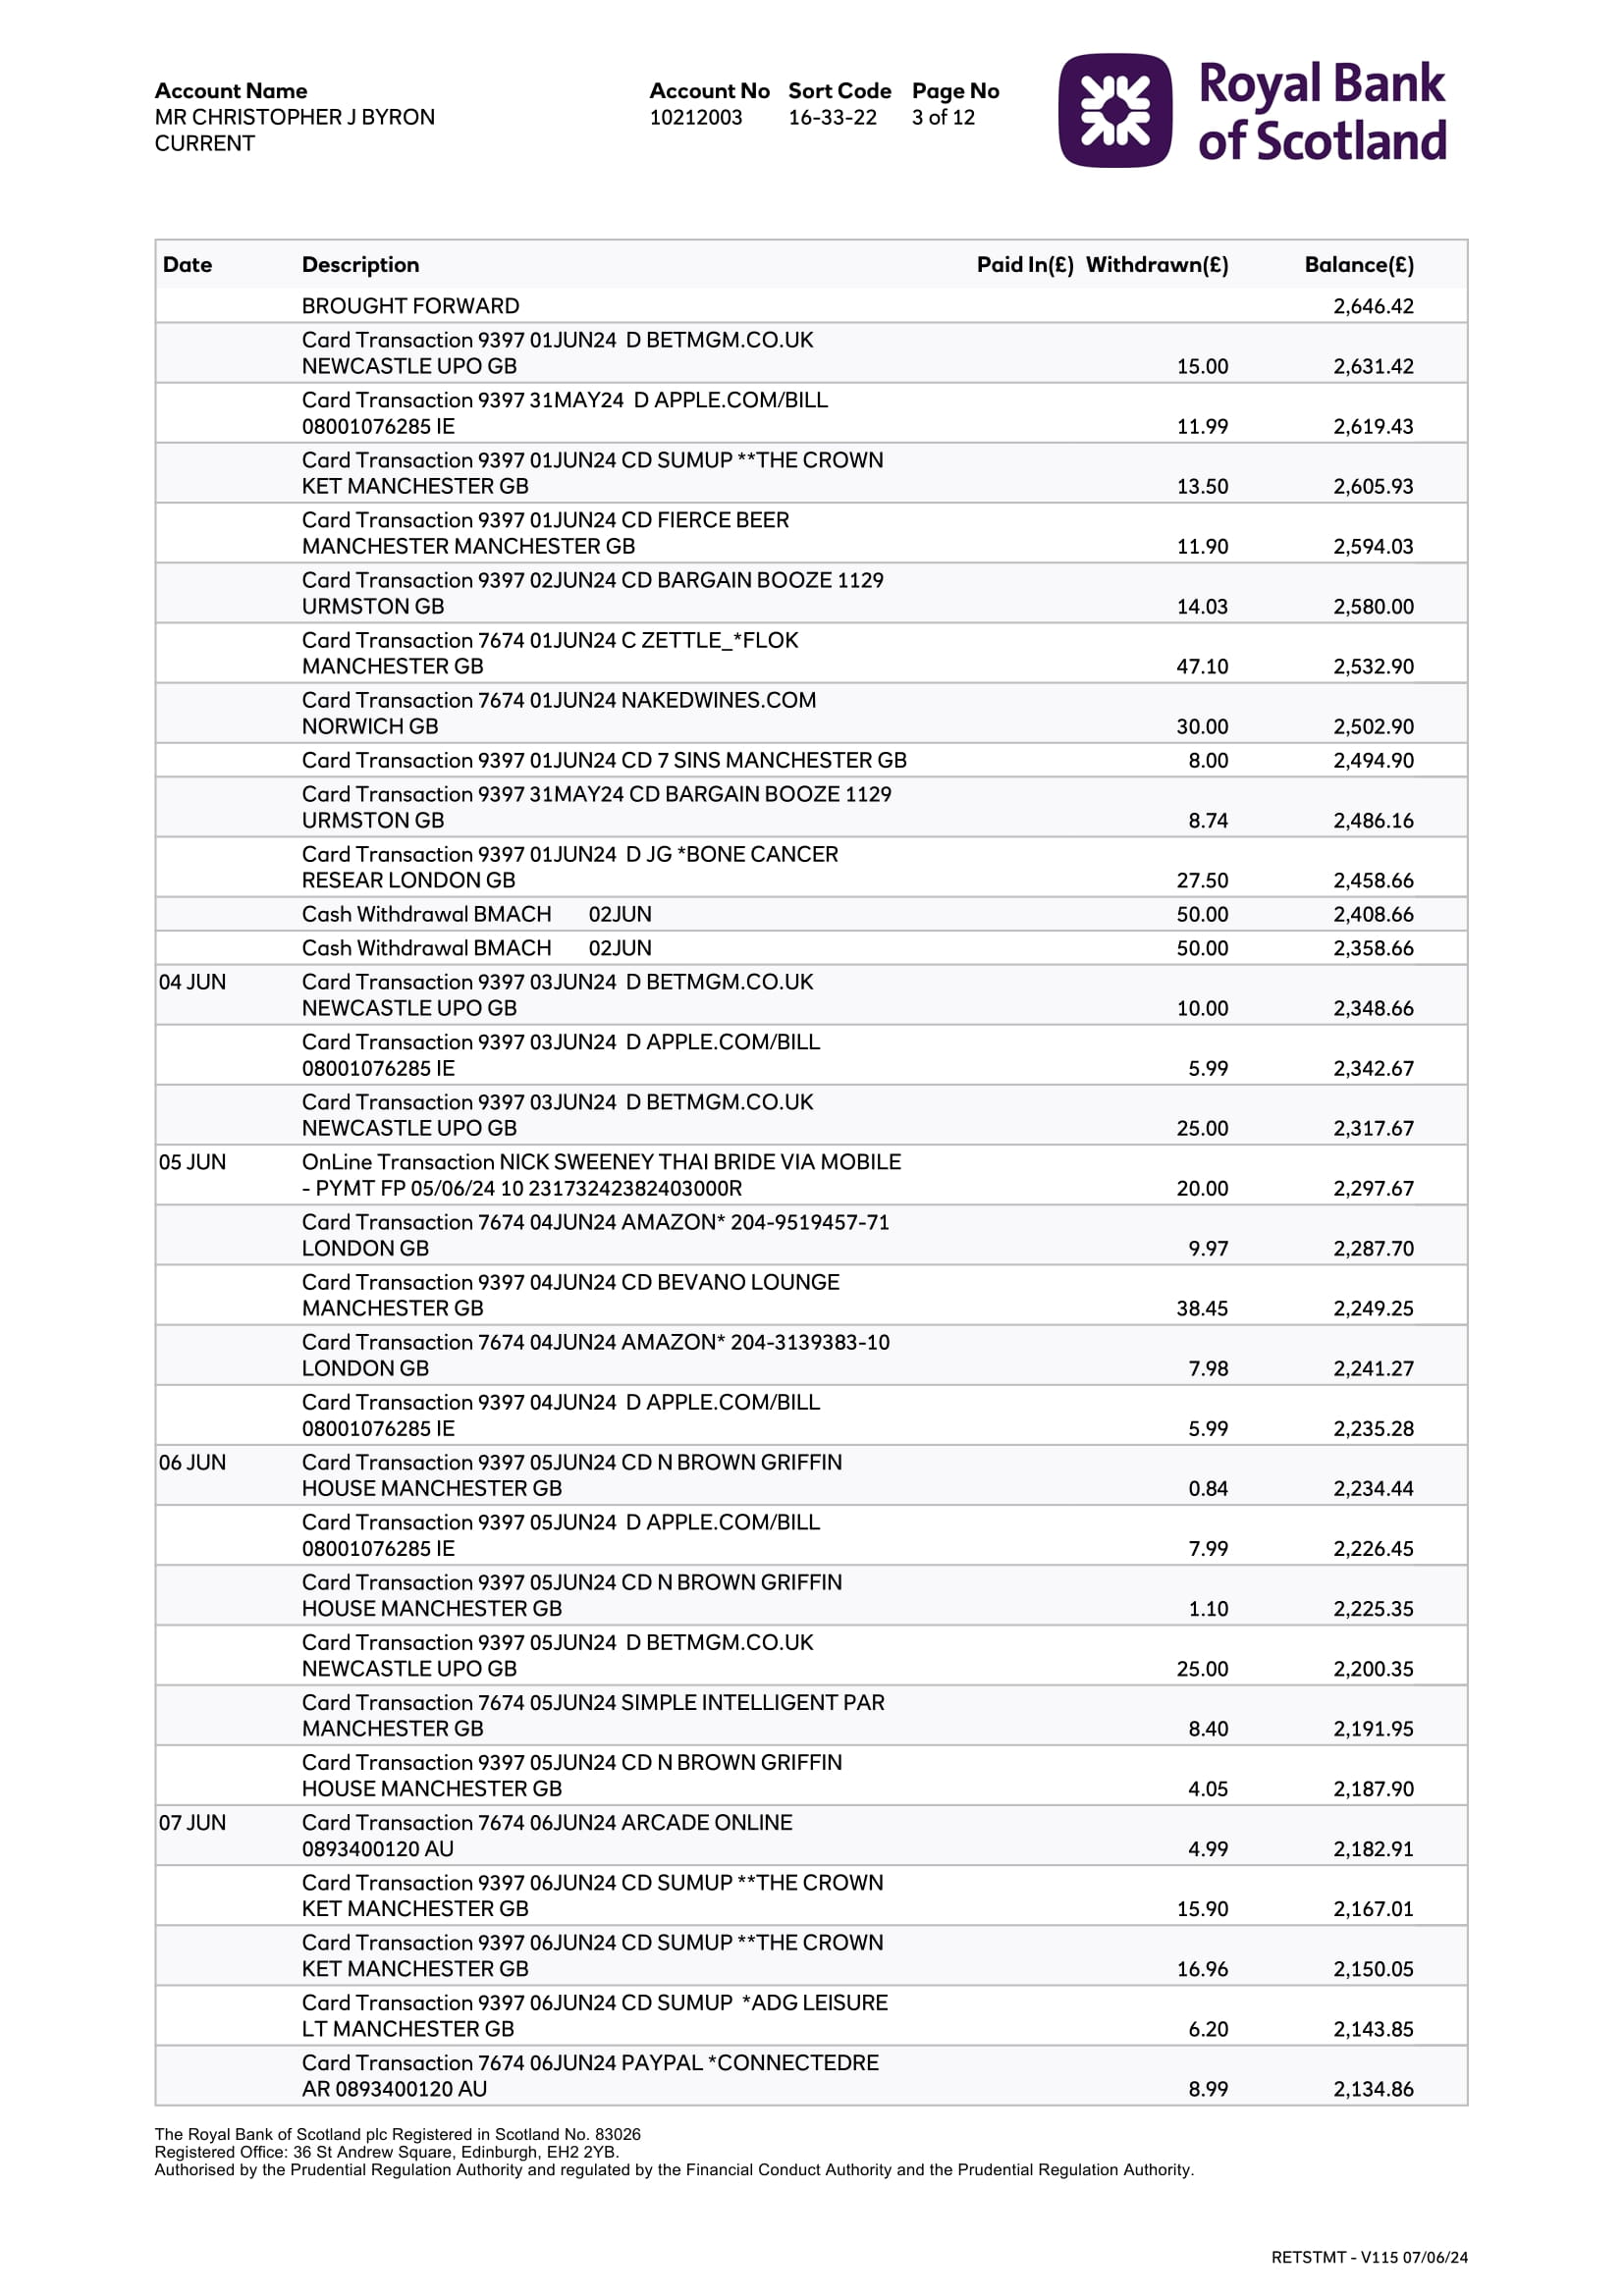 Account Name
MR CHRISTOPHER J BYRON
CURRENT
Account No Sort Code Page No
10212003 16-33-22 3 of 12
Royal Bank
of Scotland
Date Description Paid In(£) Withdrawn(£) Balance(£)
BROUGHT FORWARD 2,646.42
Card Transaction 9397 01JUN24 D BETMGM.CO.UK
NEWCASTLE UPO GB 15.00 2,631.42
Card Transaction 9397 31MAY24 D APPLE.COM/BILL
08001076285 IE 11.99 2,619.43
Card Transaction 9397 01JUN24 CD SUMUP **THE CROWN
KET MANCHESTER GB 13.50 2,605.93
Card Transaction 9397 01JUN24 CD FIERCE BEER
MANCHESTER MANCHESTER GB 11.90 2,594.03
Card Transaction 9397 02JUN24 CD BARGAIN BOOZE 1129
URMSTON GB 14.03 2,580.00
Card Transaction 7674 01JUN24 C ZETTLE_*FLOK
MANCHESTER GB 47.10 2,532.90
Card Transaction 7674 01JUN24 NAKEDWINES.COM
NORWICH GB 30.00 2,502.90
Card Transaction 9397 01JUN24 CD 7 SINS MANCHESTER GB 8.00 2,494.90
Card Transaction 9397 31MAY24 CD BARGAIN BOOZE 1129
URMSTON GB 8.74 2,486.16
Card Transaction 9397 01JUN24 D JG *BONE CANCER
RESEAR LONDON GB 27.50 2,458.66
Cash Withdrawal BMACH 02JUN 50.00 2,408.66
Cash Withdrawal BMACH 02JUN 50.00 2,358.66
04 JUN Card Transaction 9397 03JUN24 D BETMGM.CO.UK
NEWCASTLE UPO GB 10.00 2,348.66
Card Transaction 9397 03JUN24 D APPLE.COM/BILL
08001076285 IE 5.99 2,342.67
Card Transaction 9397 03JUN24 D BETMGM.CO.UK
NEWCASTLE UPO GB 25.00 2,317.67
05 JUN OnLine Transaction NICK SWEENEY THAI BRIDE VIA MOBILE
- PYMT FP 05/06/24 10 23173242382403000R 20.00 2,297.67
Card Transaction 7674 04JUN24 AMAZON* 204-9519457-71
LONDON GB 9.97 2,287.70
Card Transaction 9397 04JUN24 CD BEVANO LOUNGE
MANCHESTER GB 38.45 2,249.25
Card Transaction 7674 04JUN24 AMAZON* 204-3139383-10
LONDON GB 7.98 2,241.27
Card Transaction 9397 04JUN24 D APPLE.COM/BILL
08001076285 IE 5.99 2,235.28
06 JUN Card Transaction 9397 05JUN24 CD N BROWN GRIFFIN
HOUSE MANCHESTER GB 0.84 2,234.44
Card Transaction 9397 05JUN24 D APPLE.COM/BILL
08001076285 IE 7.99 2,226.45
Card Transaction 9397 05JUN24 CD N BROWN GRIFFIN
HOUSE MANCHESTER GB 1.10 2,225.35
Card Transaction 9397 05JUN24 D BETMGM.CO.UK
NEWCASTLE UPO GB 25.00 2,200.35
Card Transaction 7674 05JUN24 SIMPLE INTELLIGENT PAR
MANCHESTER GB 8.40 2,191.95
Card Transaction 9397 05JUN24 CD N BROWN GRIFFIN
HOUSE MANCHESTER GB 4.05 2,187.90
07 JUN Card Transaction 7674 06JUN24 ARCADE ONLINE
0893400120 AU 4.99 2,182.91
Card Transaction 9397 06JUN24 CD SUMUP **THE CROWN
KET MANCHESTER GB 15.90 2,167.01
Card Transaction 9397 06JUN24 CD SUMUP **THE CROWN
KET MANCHESTER GB 16.96 2,150.05
Card Transaction 9397 06JUN24 CD SUMUP *ADG LEISURE
LT MANCHESTER GB 6.20 2,143.85
Card Transaction 7674 06JUN24 PAYPAL *CONNECTEDRE
AR 0893400120 AU 8.99 2,134.86
The Royal Bank of Scotland plc Registered in Scotland No. 83026
Registered Office: 36 St Andrew Square, Edinburgh, EH2 2YB.
Authorised by the Prudential Regulation Authority and regulated by the Financial Conduct Authority and the Prudential Regulation Authority.
RETSTMT - V115 07/06/24